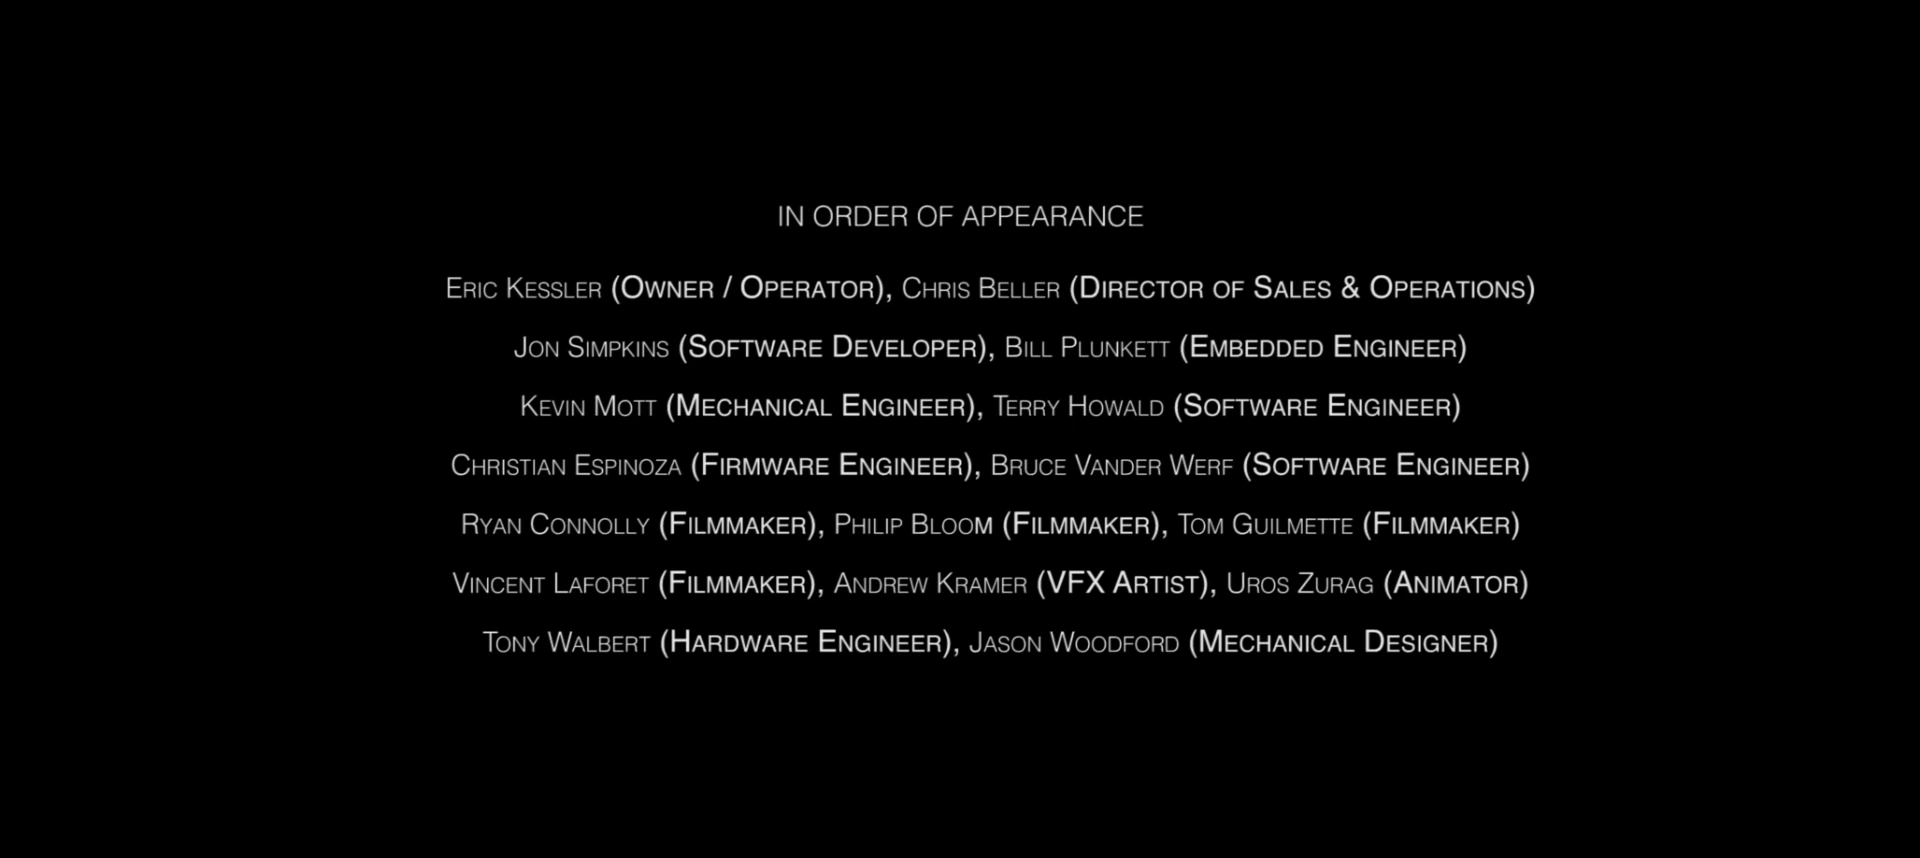 IN ORDER OF APPEARANCE
ERIC KESSLER (OWNER / OPERATOR), CHRIS BELLER (DIRECTOR OF SALES & OPERATIONS)
JON SIMPKINS (SOFTWARE DEVELOPER), BILL PLUNKETT (EMBEDDED ENGINEER)
KEVIN MOTT (MECHANICAL ENGINEER), TERRY HOWALD (SOFTWARE ENGINEER)
CHRISTIAN ESPINOZA (FIRMWARE ENGINEER), BRUCE VANDER WERF (SOFTWARE ENGINEER)
RYAN CONNOLLY (FILMMAKER), PHILIP BLOOM (FILMMAKER), TOM GUILMETTE (FILMMAKER)
VINCENT LAFORET (FILMMAKER), ANDREW KRAMER (VFX ARTIST), UROS ZURAG (ANIMATOR)
TONY WALBERT (HARDWARE ENGINEER), JASON WOODFORD (MECHANICAL DESIGNER)